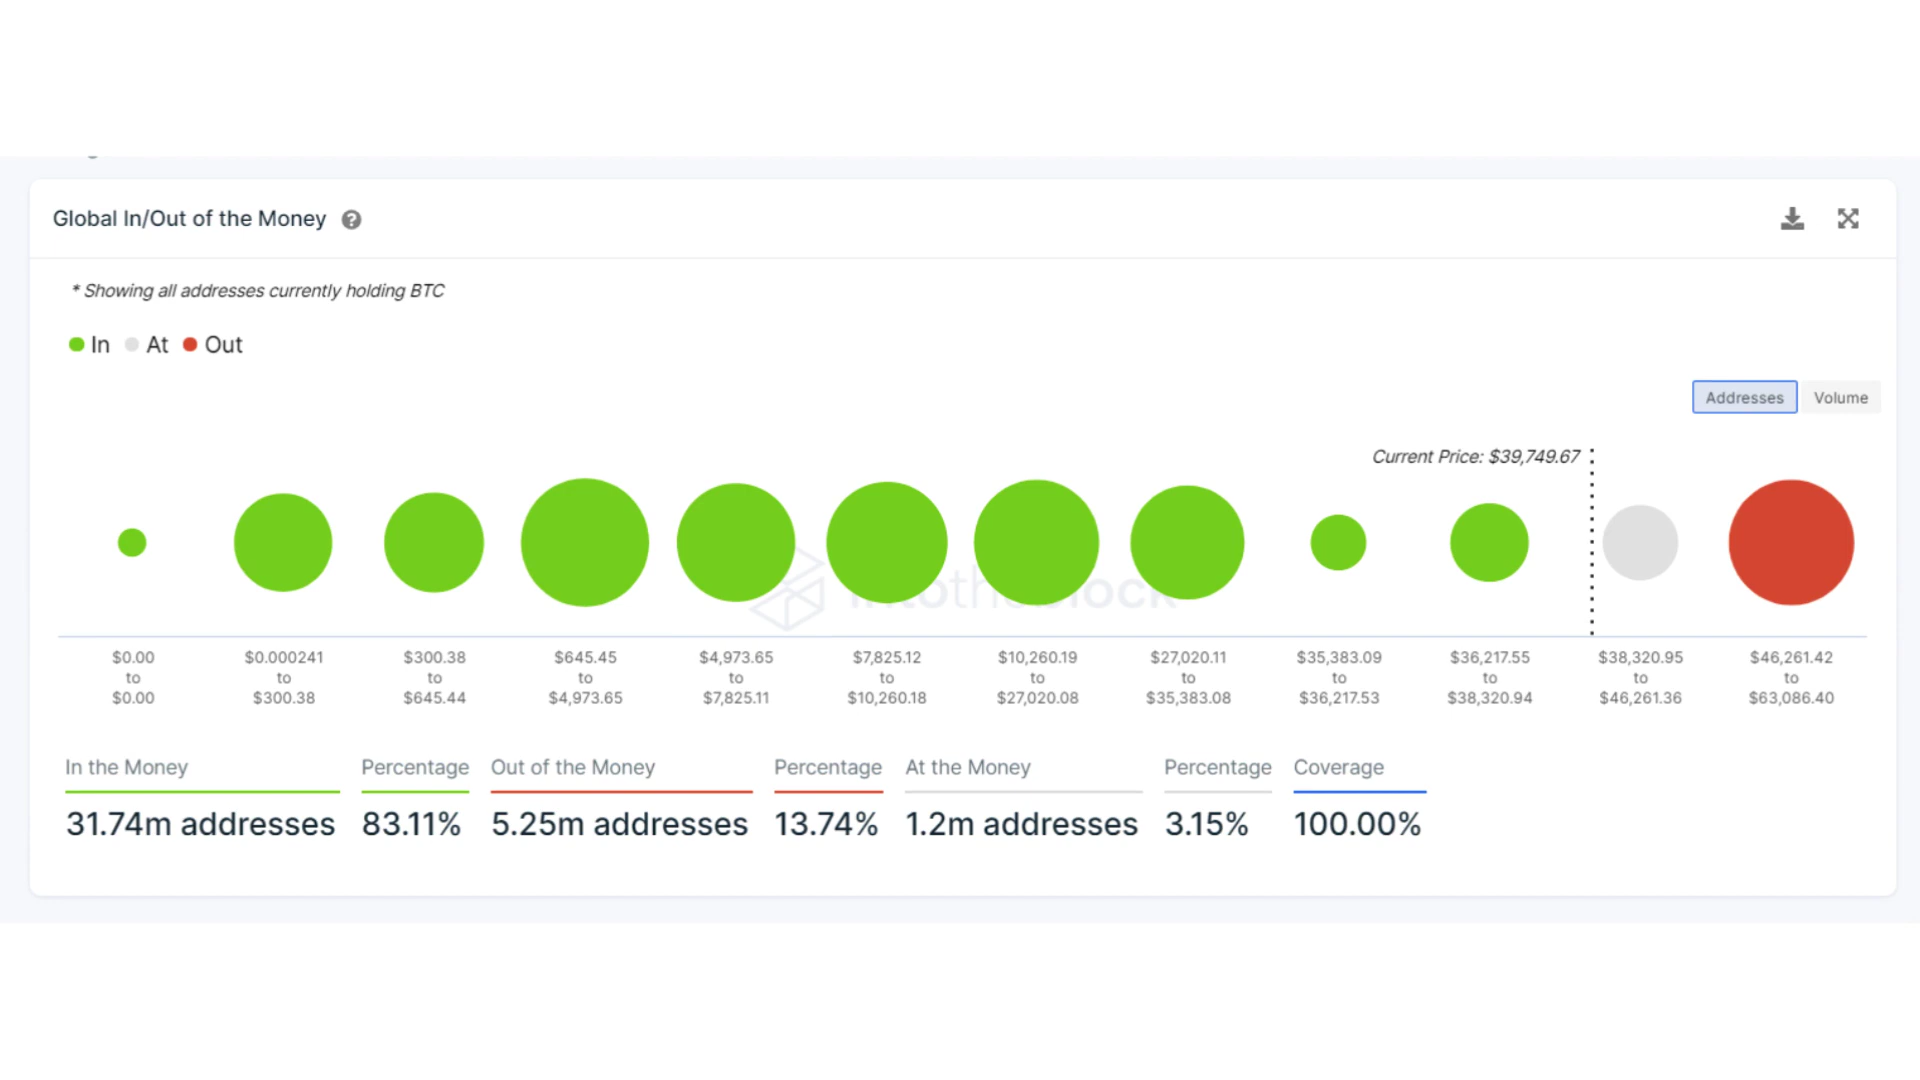 Global In/Out of the Money
* Showing all addresses currently holding BTC
In At Out
Addresses Volume
Current Price: $39,749.67
intotheblock
$0.00 $0.000241 $300.38 $645.45 $4,973.65 $7,825.12 $10,260.19 $27,020.11 $35,383.09 $36,217.55 $38,320.95 $46,261.42
to to to to to to to to to to to to
$0.00 $300.38 $645.44 $4,973.65 $7,825.11 $10,260.18 $27,020.08 $35,383.08 $36,217.53 $38,320.94 $46,261.36 $63,086.40
In the Money Percentage Out of the Money Percentage At the Money Percentage Coverage
31.74m addresses 83.11% 5.25m addresses 13.74% 1.2m addresses 3.15% 100.00%